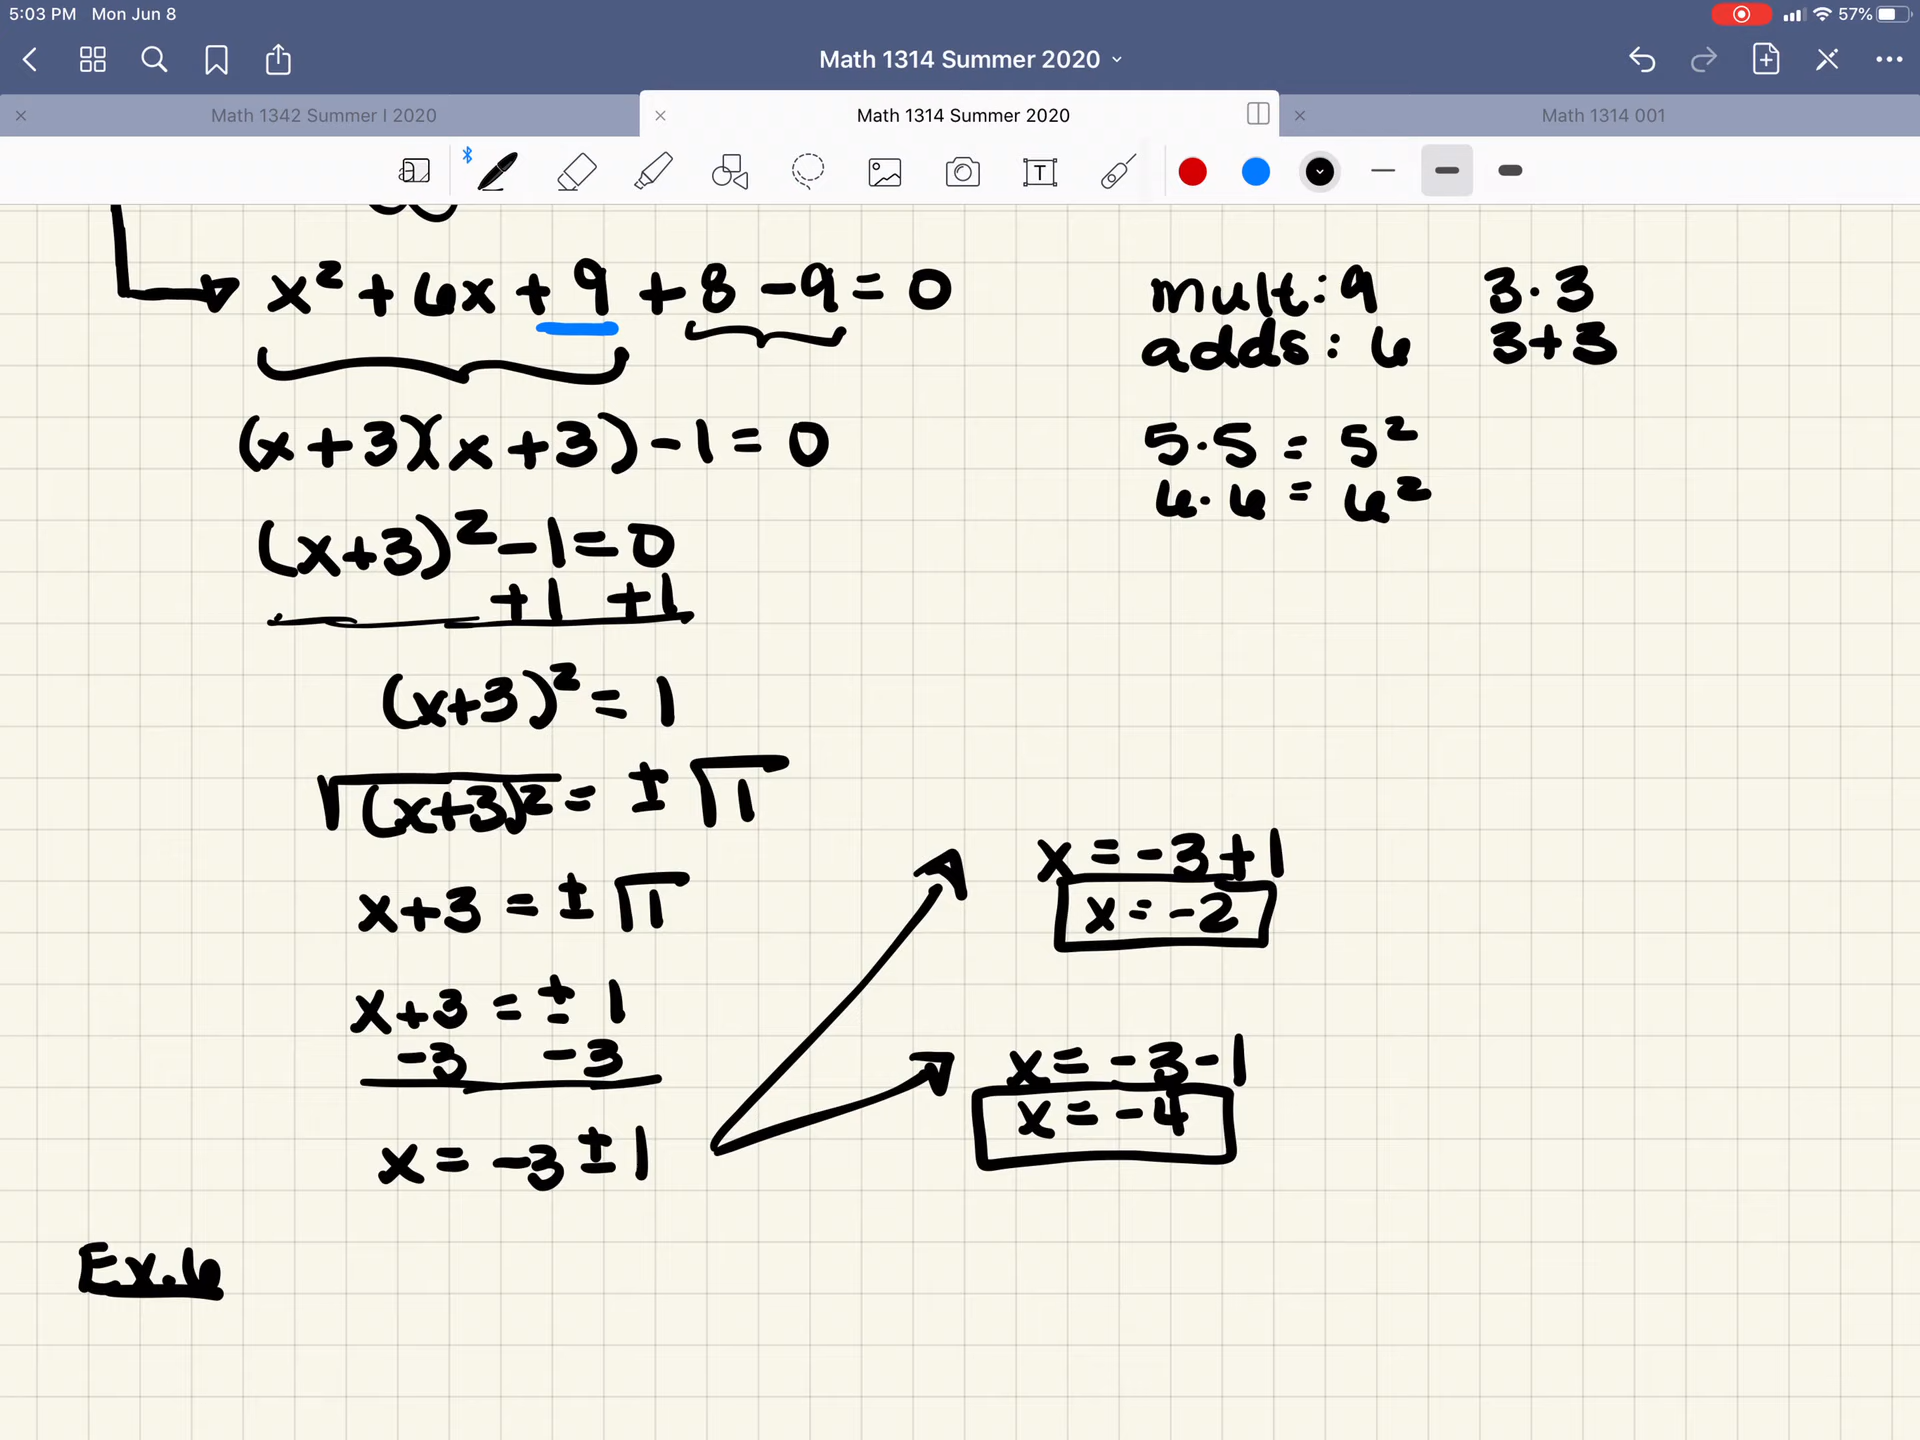 5:03 PM Mon Jun 8
57%
Math 1314 Summer 2020
Math 1342 Summer I 2020
Math 1314 Summer 2020
Math 1314 001
x² + 6x + 9 + 8 - 9 = 0
mult: 9 3·3
adds: 6 3+3
(x + 3)(x + 3) - 1 = 0
5·5 = 5²
6·6 = 6²
(x+3)² - 1 = 0
+1 +1
(x+3)² = 1
√(x+3)² = ± √1
x+3 = ± √1
x+3 = ± 1
-3 -3
x = -3 ± 1
x = -3+1
x = -2
x = -3-1
x = -4
Ex.6